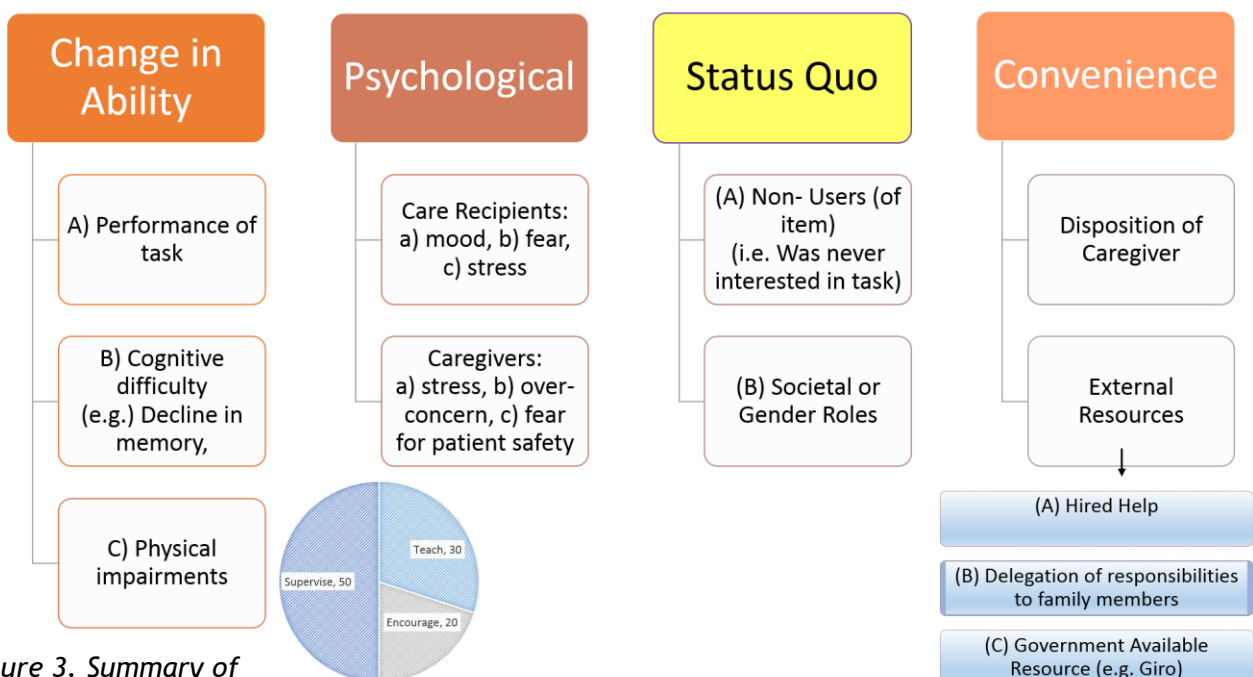 Change in
Ability
A) Performance of
task
B) Cognitive
difficulty
(e.g.) Decline in
memory,
C) Physical
impairments
Psychological
Care Recipients:
a) mood, b) fear,
c) stress
Caregivers:
a) stress, b) over-
concern, c) fear
for patient safety
Supervise, 50
Teach, 30
Encourage, 20
Status Quo
(A) Non- Users (of
item)
(i.e. Was never
interested in task)
(B) Societal or
Gender Roles
Convenience
Disposition of
Caregiver
External
Resources
(A) Hired Help
(B) Delegation of responsibilities
to family members
(C) Government Available
Resource (e.g. Giro)
ure 3. Summary of